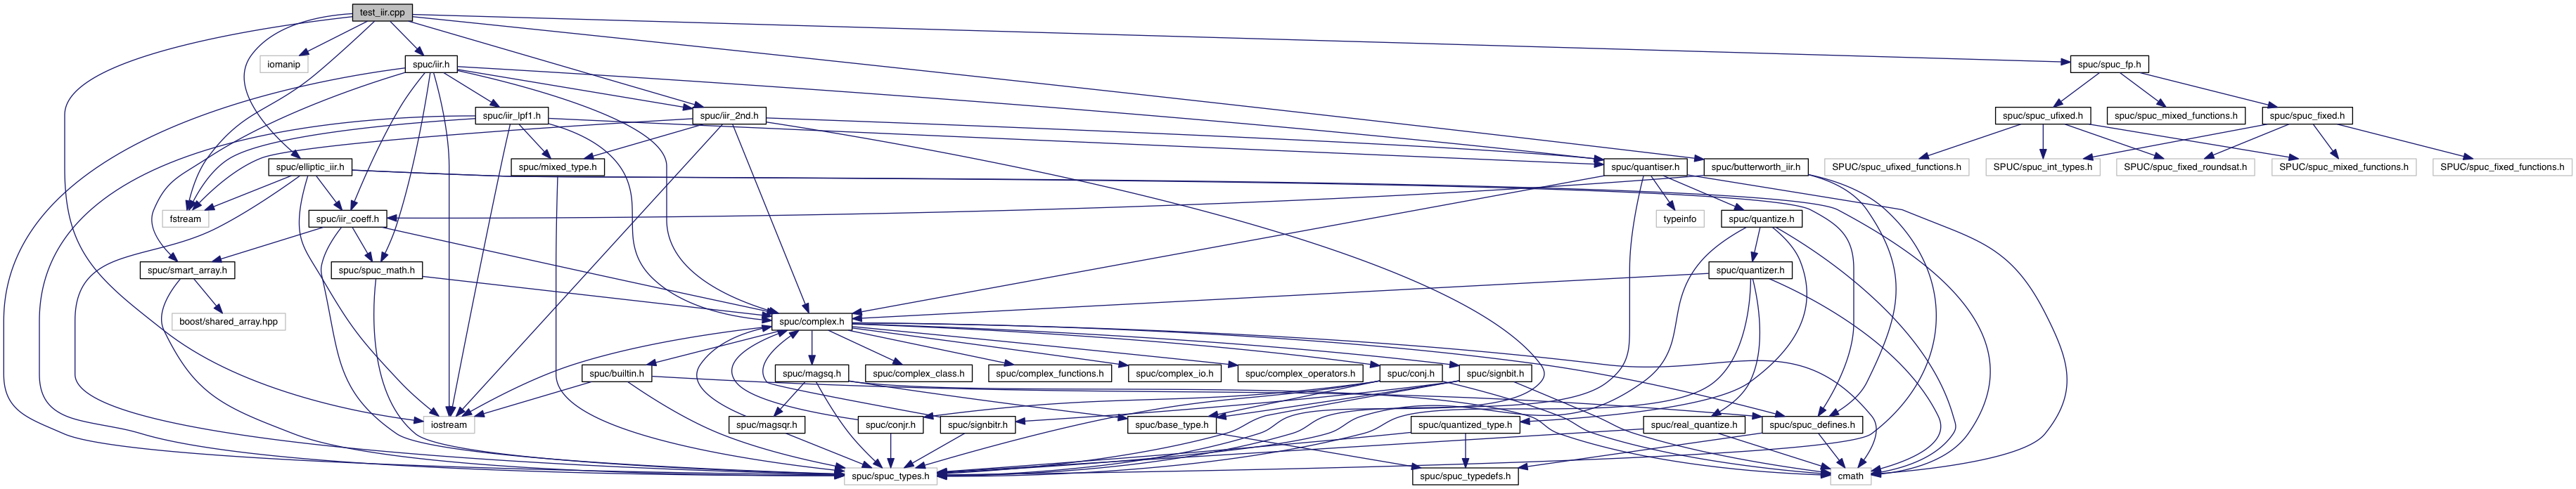 test_iir.cpp
iomanip
spuc/iir.h
spuc/spuc_fp.h
spuc/iir_lpf1.h
spuc/iir_2nd.h
spuc/spuc_ufixed.h
spuc/spuc_mixed_functions.h
spuc/spuc_fixed.h
spuc/elliptic_iir.h
spuc/mixed_type.h
spuc/quantiser.h
spuc/butterworth_iir.h
SPUC/spuc_ufixed_functions.h
SPUC/spuc_int_types.h
SPUC/spuc_fixed_roundsat.h
SPUC/spuc_mixed_functions.h
SPUC/spuc_fixed_functions.h
fstream
spuc/iir_coeff.h
typeinfo
spuc/quantize.h
spuc/smart_array.h
spuc/spuc_math.h
spuc/quantizer.h
boost/shared_array.hpp
spuc/complex.h
spuc/builtin.h
spuc/magsq.h
spuc/complex_class.h
spuc/complex_functions.h
spuc/complex_io.h
spuc/complex_operators.h
spuc/conj.h
spuc/signbit.h
iostream
spuc/magsqr.h
spuc/conjr.h
spuc/signbitr.h
spuc/base_type.h
spuc/quantized_type.h
spuc/real_quantize.h
spuc/spuc_defines.h
spuc/spuc_types.h
spuc/spuc_typedefs.h
cmath